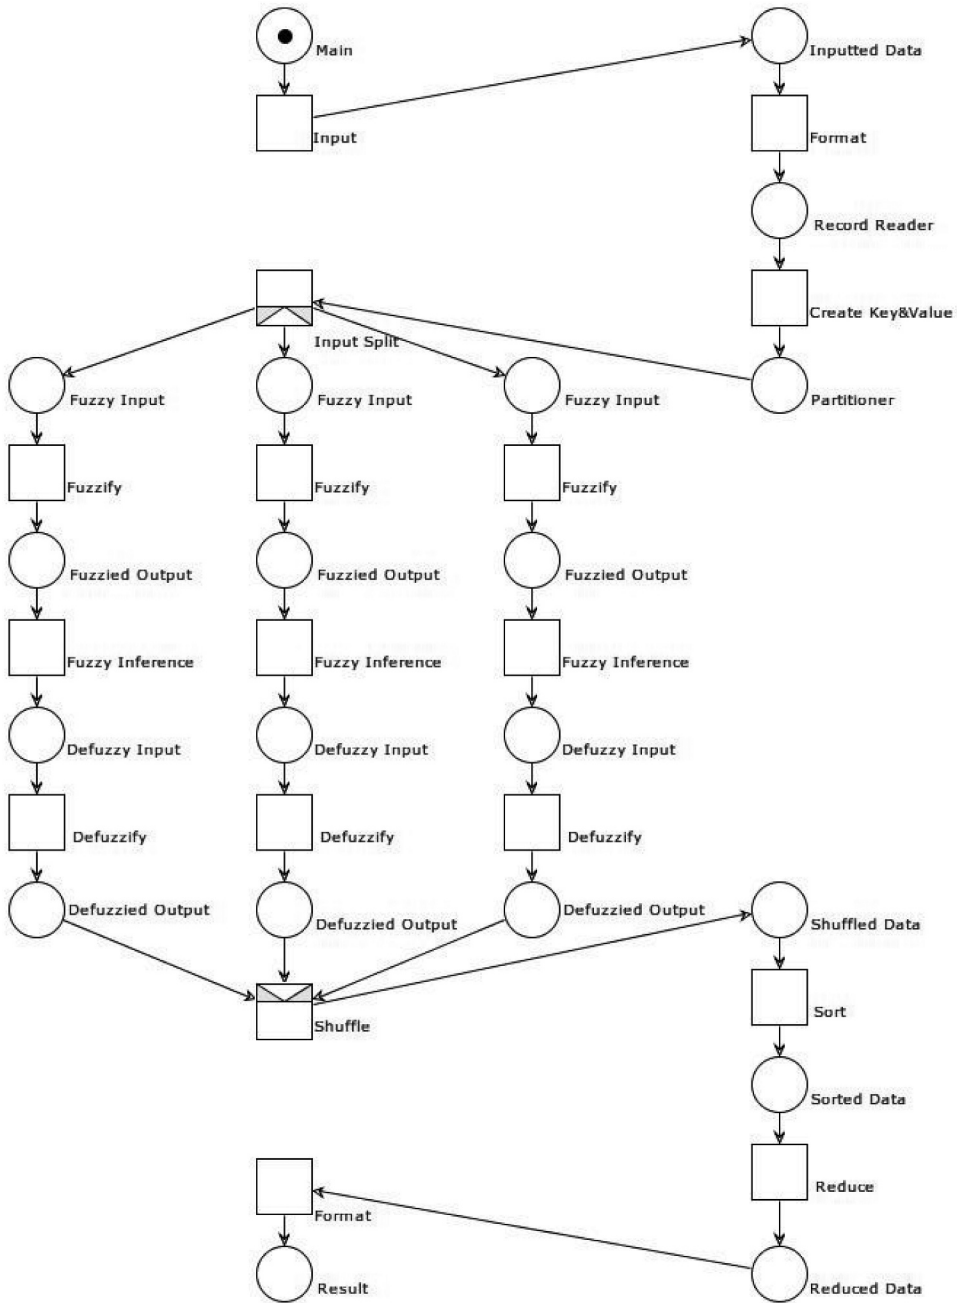 Main
Inputted Data
Input
Format
Record Reader
Create Key&Value
Input Split
Fuzzy Input
Fuzzy Input
Fuzzy Input
Partitioner
Fuzzify
Fuzzify
Fuzzify
Fuzzied Output
Fuzzied Output
Fuzzied Output
Fuzzy Inference
Fuzzy Inference
Fuzzy Inference
Defuzzy Input
Defuzzy Input
Defuzzy Input
Defuzzify
Defuzzify
Defuzzify
Defuzzied Output
Defuzzied Output
Defuzzied Output
Shuffled Data
Shuffle
Sort
Sorted Data
Reduce
Format
Result
Reduced Data